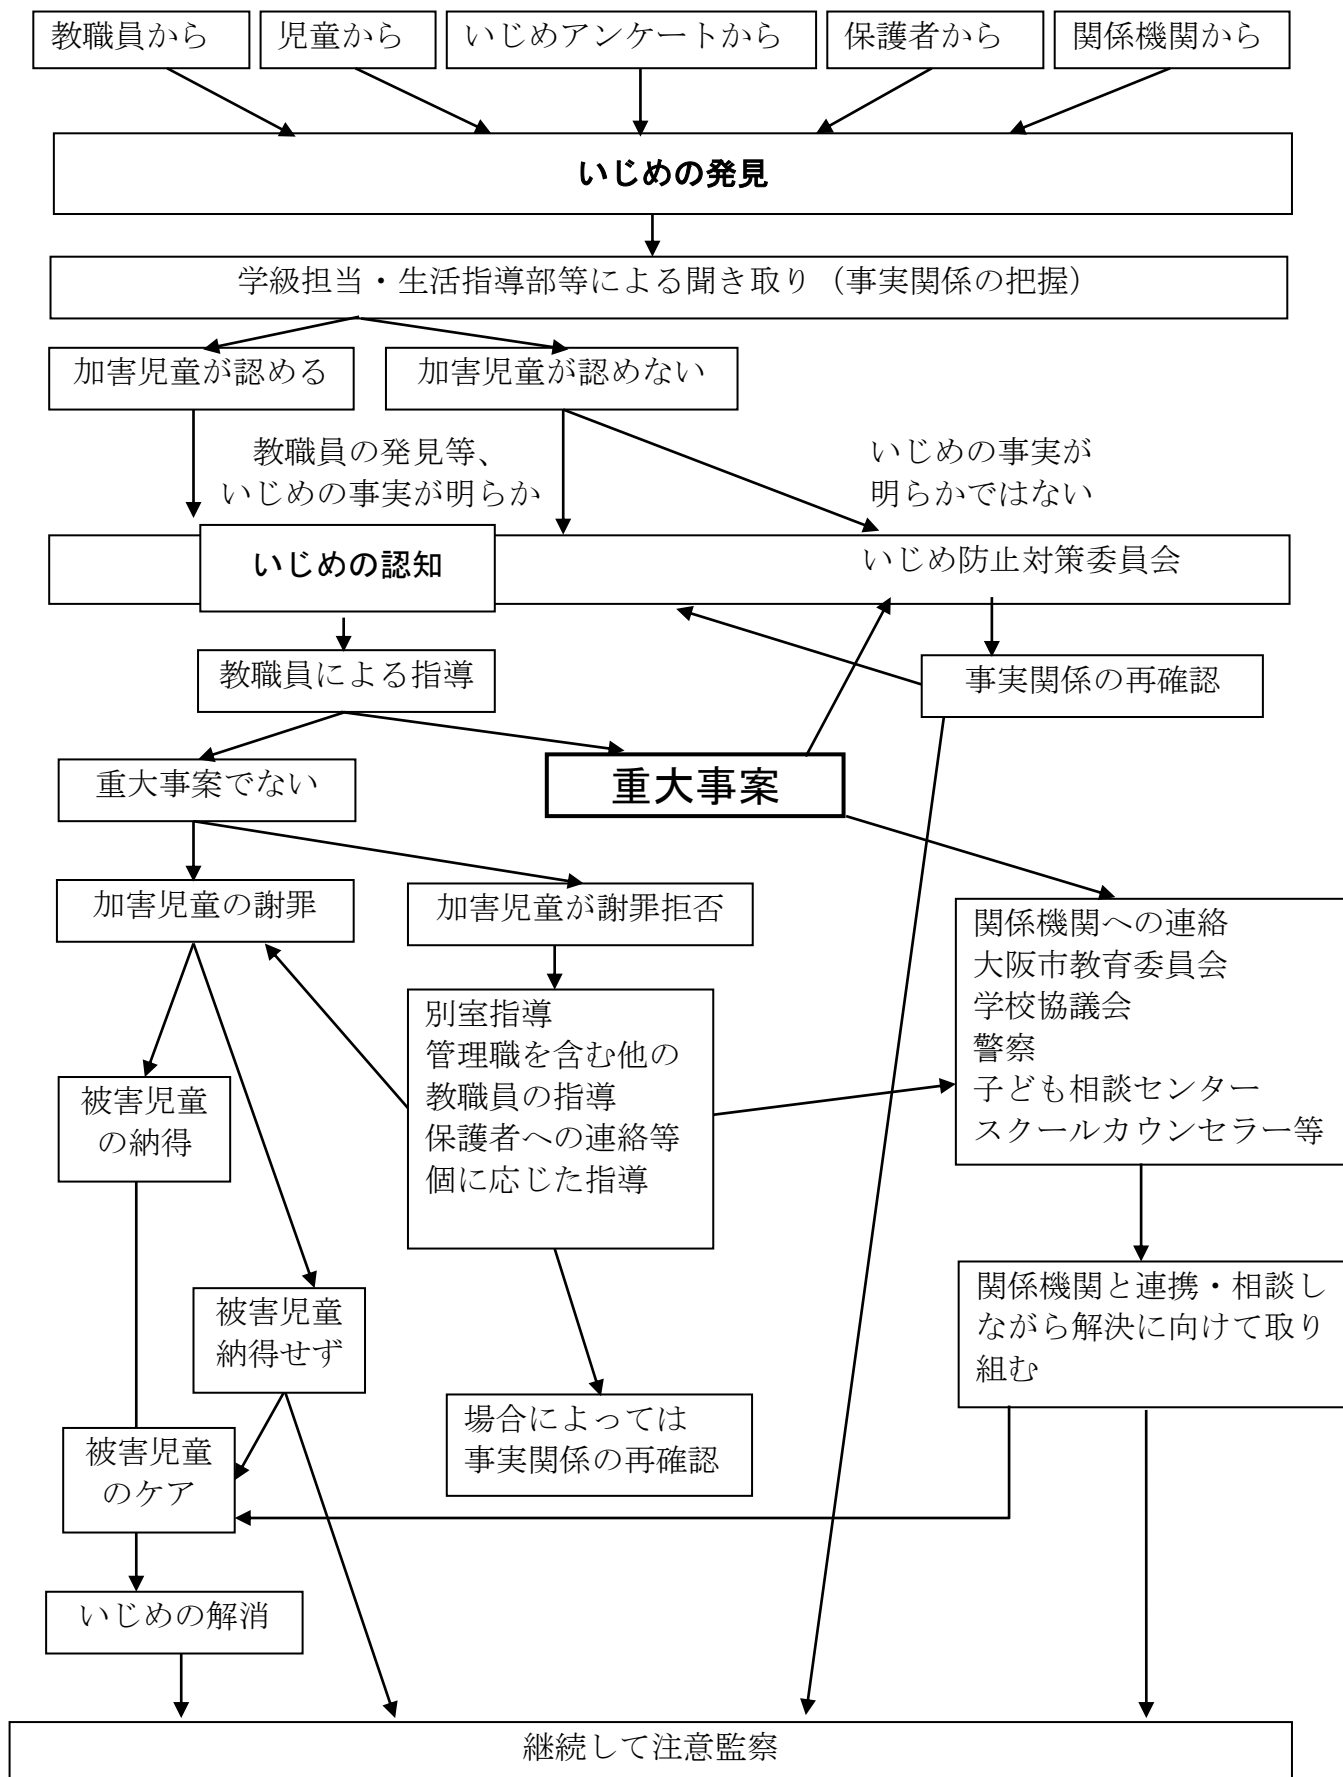 教職員から
児童から
いじめアンケートから
保護者から
関係機関から
いじめの発見
学級担当・生活指導部等による聞き取り（事実関係の把握）
加害児童が認める
加害児童が認めない
教職員の発見等、
いじめの事実が明らか
いじめの事実が
明らかではない
いじめの認知
いじめ防止対策委員会
教職員による指導
事実関係の再確認
重大事案でない
重大事案
加害児童の謝罪
加害児童が謝罪拒否
関係機関への連絡
大阪市教育委員会
学校協議会
警察
子ども相談センター
スクールカウンセラー等
別室指導
管理職を含む他の
教職員の指導
保護者への連絡等
個に応じた指導
被害児童
の納得
被害児童
納得せず
関係機関と連携・相談し
ながら解決に向けて取り
組む
場合によっては
事実関係の再確認
被害児童
のケア
いじめの解消
継続して注意監察